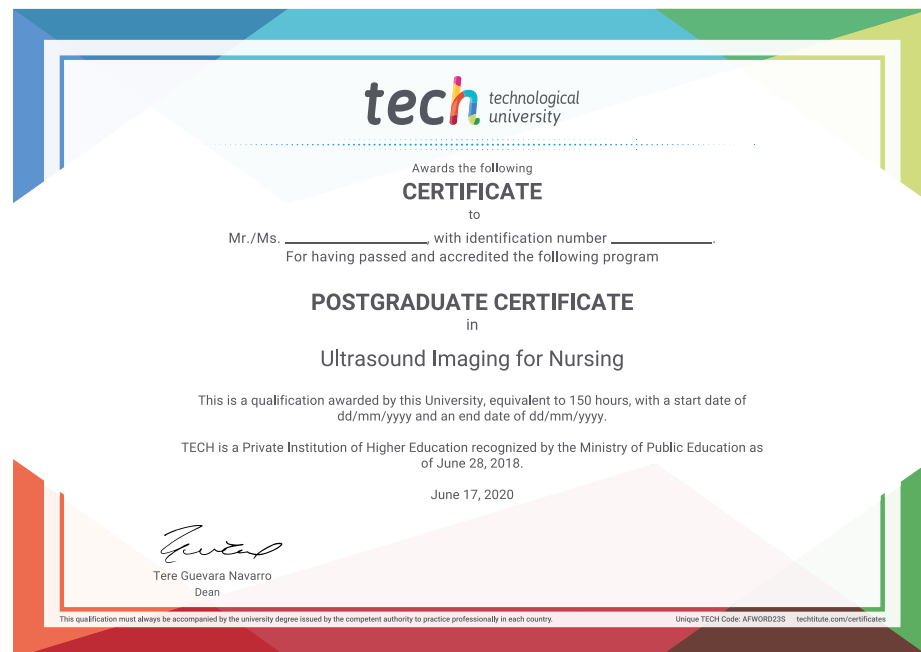 tech technological
university
Awards the following
CERTIFICATE
to
Mr./Ms. ____________, with identification number ____________.
For having passed and accredited the following program
POSTGRADUATE CERTIFICATE
in
Ultrasound Imaging for Nursing
This is a qualification awarded by this University, equivalent to 150 hours, with a start date of
dd/mm/yyyy and an end date of dd/mm/yyyy.
TECH is a Private Institution of Higher Education recognized by the Ministry of Public Education as
of June 28, 2018.
June 17, 2020
Tere Guevara Navarro
Dean
This qualification must always be accompanied by the university degree issued by the competent authority to practice professionally in each country. Unique TECH Code: AFWORD23S techtitute.com/certificates